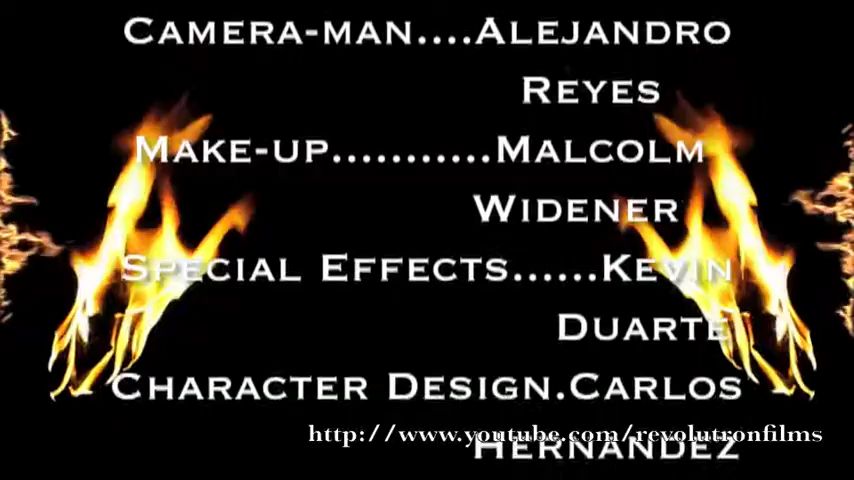 Camera-man....Alejandro
Reyes
Make-up...........Malcolm
Widener
Special Effects......Kevin
Duarte
Character Design.Carlos
http://www.youtube.com/revolutronfilms
Hernandez